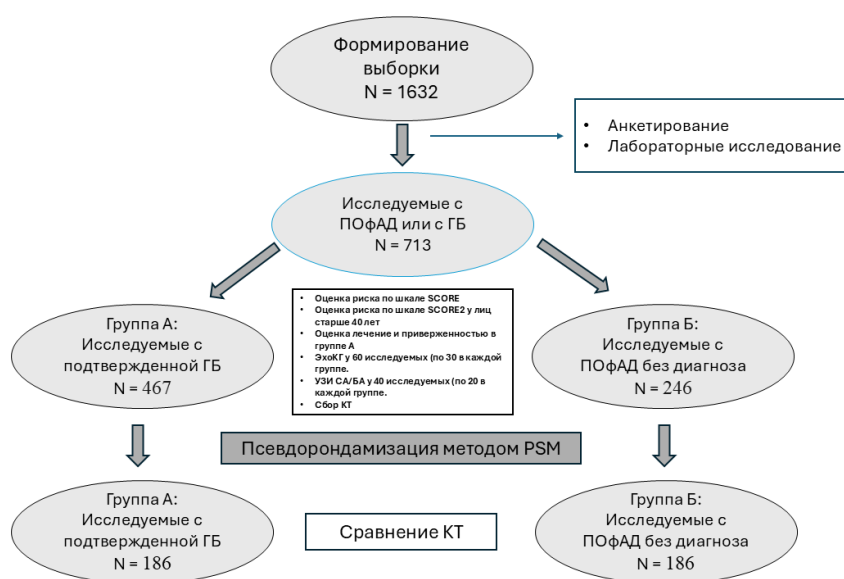 Формирование
выборки
N = 1632
• Анкетирование
• Лабораторные исследование
Исследуемые с
ПОфАД или с ГБ
N = 713
• Оценка риска по шкале SCORE
• Оценка риска по шкале SCORE2 у лиц
старше 40 лет
• Оценка лечение и приверженностью в
группе А
• ЭхоКГ у 60 исследуемых (по 30 в каждой
группе.
• УЗИ СА/БА у 40 исследуемых (по 20 в
каждой группе.
• Сбор КТ
Группа А:
Исследуемые с
подтвержденной ГБ
N = 467
Группа Б:
Исследуемые с
ПОфАД без диагноза
N = 246
Псевдорондамизация методом PSM
Группа А:
Исследуемые с
подтвержденной ГБ
N = 186
Сравнение КТ
Группа Б:
Исследуемые с
ПОфАД без диагноза
N = 186